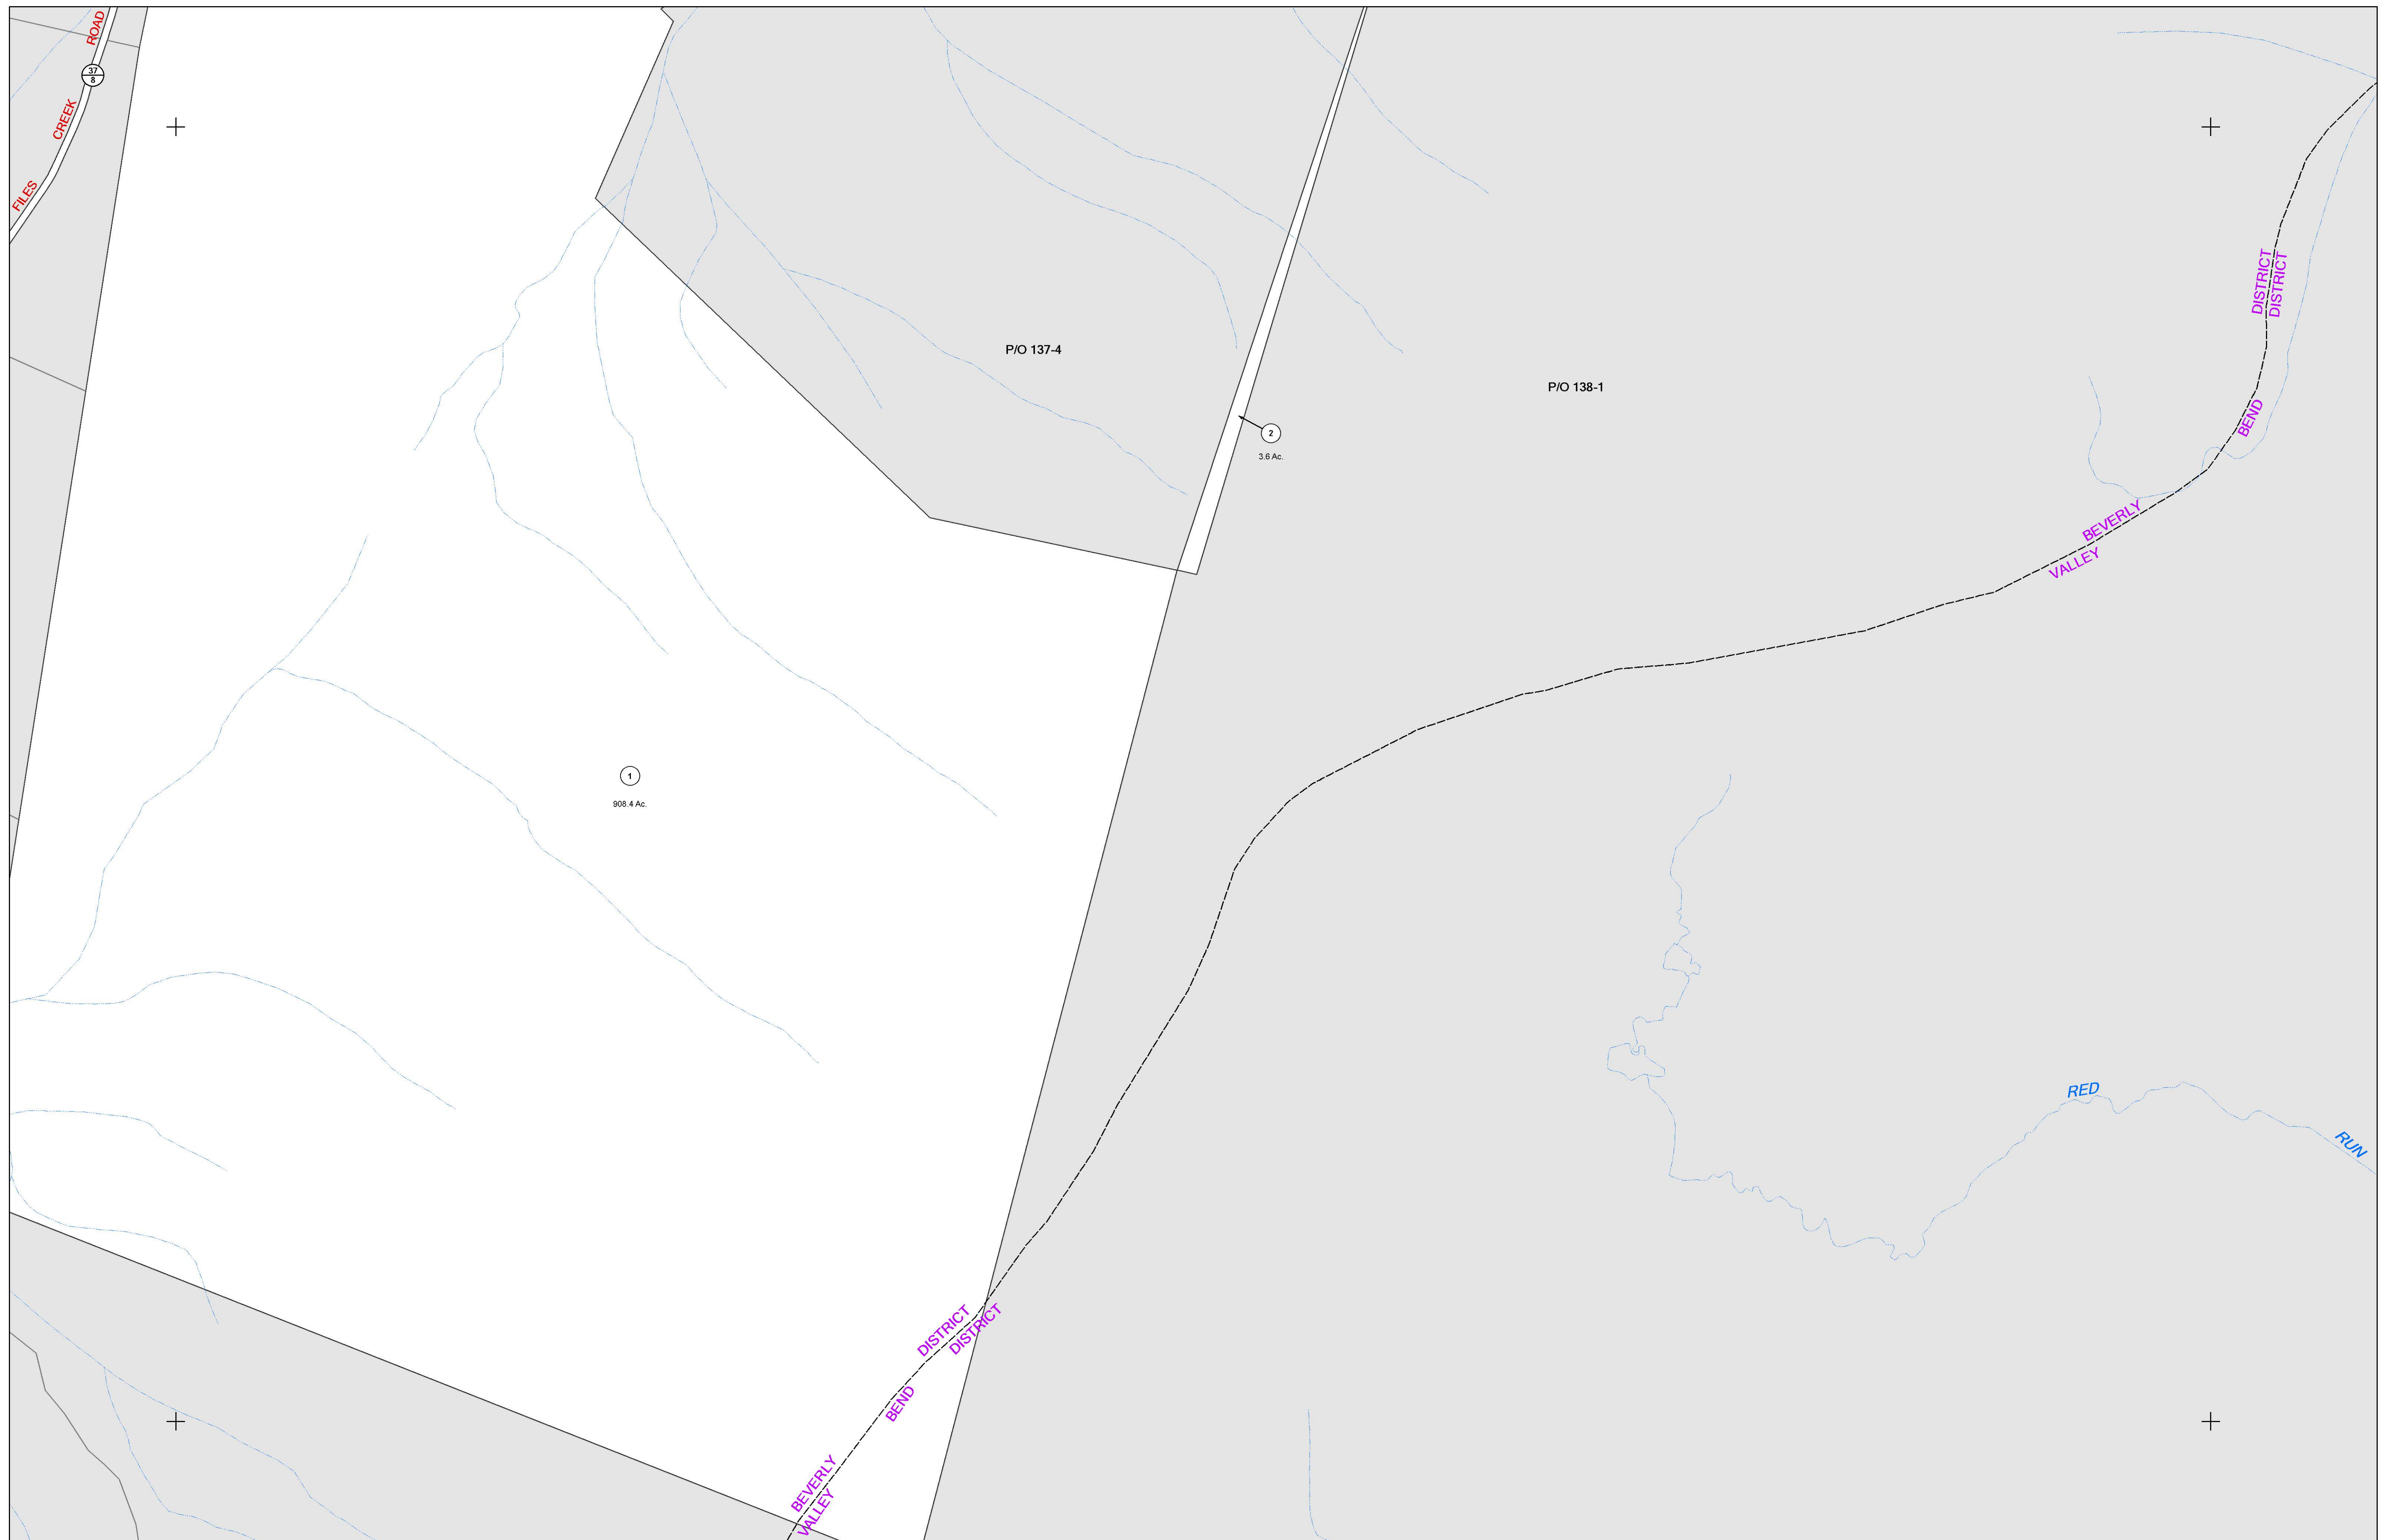 FILES CREEK ROAD
37
8
P/O 137-4
P/O 138-1
2
3.6 Ac.
1
908.4 Ac.
BEVERLY DISTRICT
VALLEY BEND DISTRICT
RED RUN
BEVERLY DISTRICT
VALLEY BEND DISTRICT